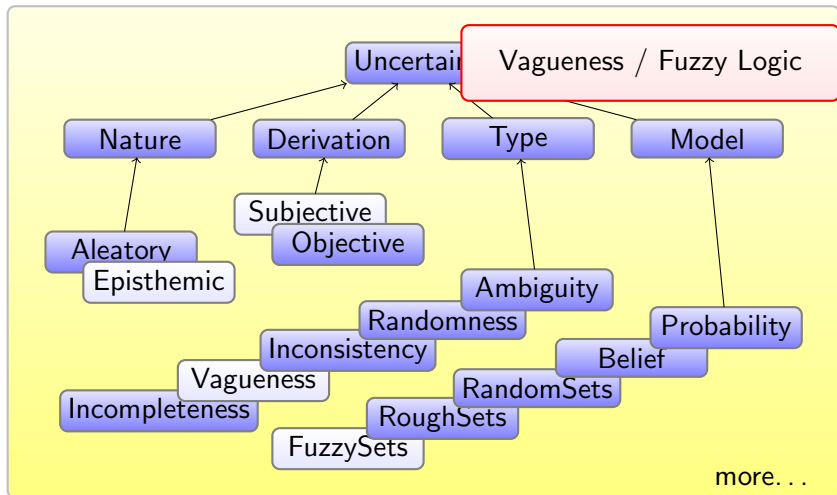 Uncertain
Vagueness / Fuzzy Logic
Nature
Derivation
Type
Model
Subjective
Objective
Aleatory
Episthemic
Ambiguity
Randomness
Inconsistency
Vagueness
Incompleteness
Probability
Belief
RandomSets
RoughSets
FuzzySets
more...